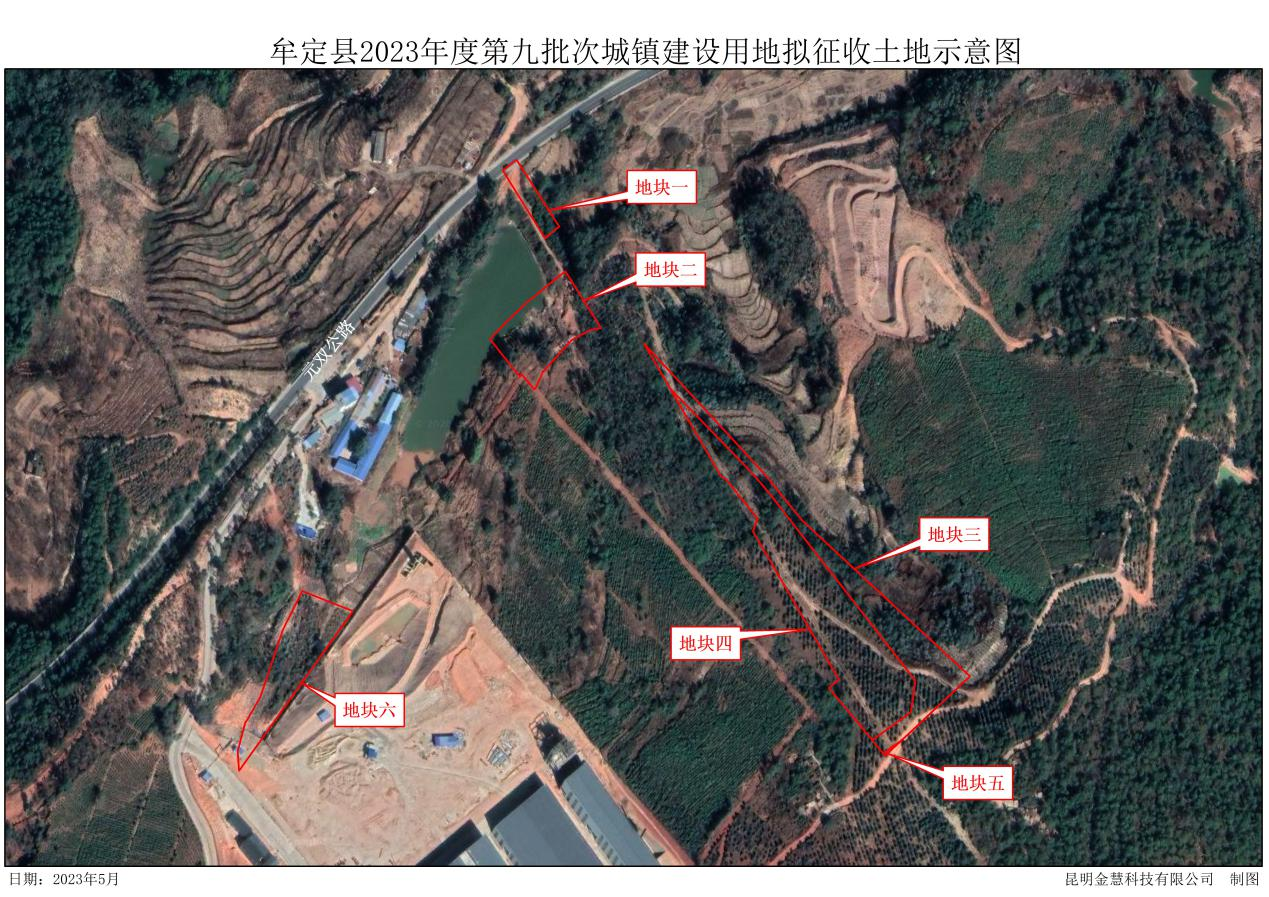 牟定县2023年度第九批次城镇建设用地拟征收土地示意图
地块一
地块二
元双公路
地块三
地块四
地块六
地块五
日期：2023年5月
昆明金慧科技有限公司 制图